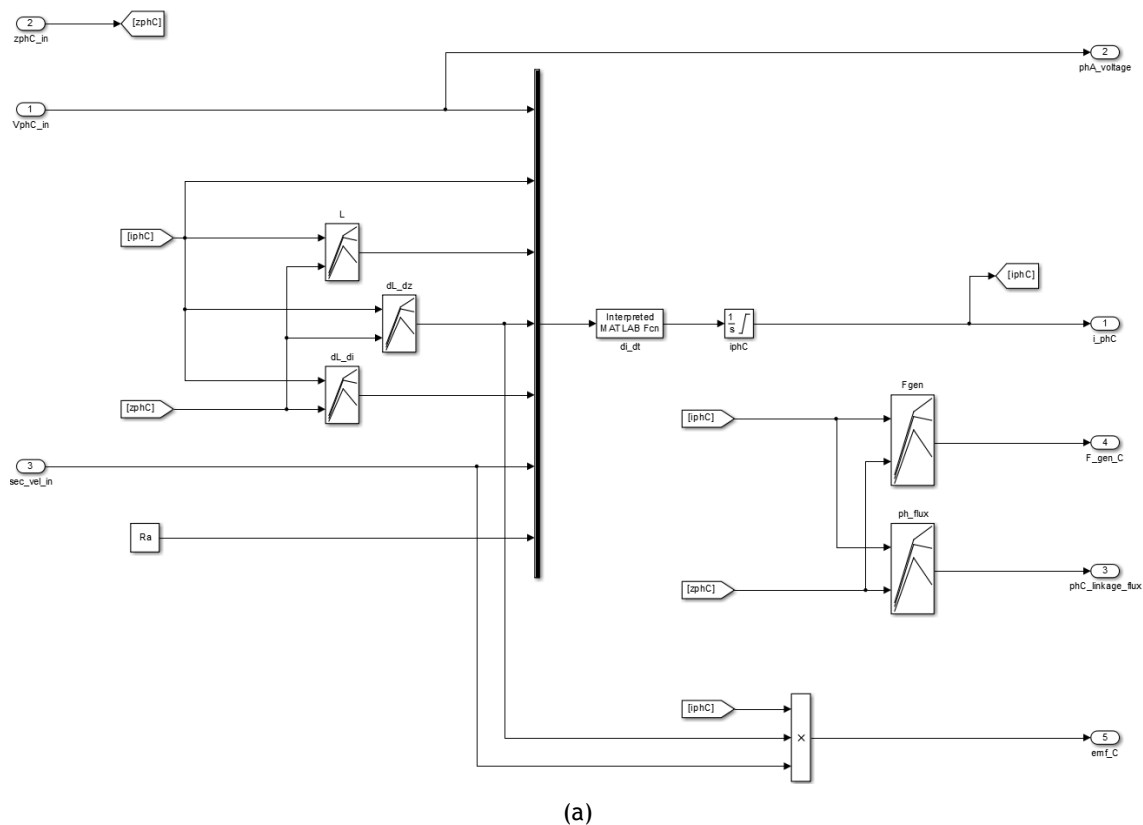 2
zphC_in
[zphC]
2
phA_voltage
1
VphC_in
[iphC]
L
dL_dz
dL_di
[zphC]
3
sec_vel_in
Ra
Interpreted
MATLAB Fcn
di_dt
1
s
iphC
[iphC]
1
i_phC
[iphC]
Fgen
4
F_gen_C
ph_flux
[zphC]
3
phC_linkage_flux
[iphC]
×
5
emf_C
(a)